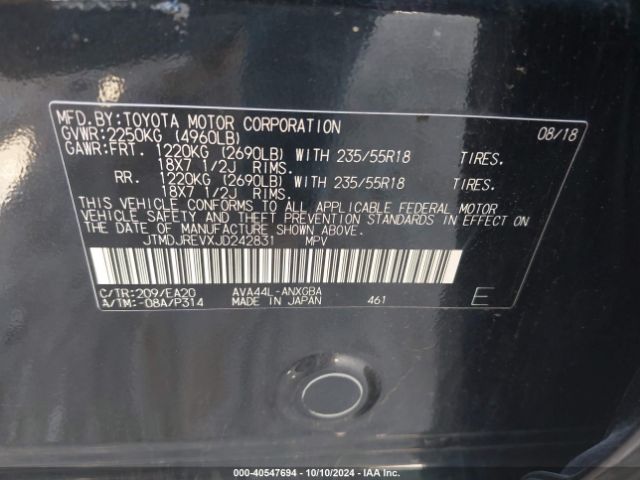 MFD.BY:TOYOTA MOTOR CORPORATION 08/18
GVWR:2250KG (4960LB)
GAWR:FRT. 1220KG (2690LB) WITH 235/55R18 TIRES.
18X7 1/2J RIMS.
RR. 1220KG (2690LB) WITH 235/55R18 TIRES.
18X7 1/2J RIMS.
THIS VEHICLE CONFORMS TO ALL APPLICABLE FEDERAL MOTOR
VEHICLE SAFETY AND THEFT PREVENTION STANDARDS IN EFFECT ON
THE DATE OF MANUFACTURE SHOWN ABOVE.
JTMDJREVXJD242831 MPV
C/TR:209/EA20 AVA44L-ANXGBA
A/TM:-08A/P314 MADE IN JAPAN 461 E
000-40547694 - 10/10/2024 - IAA Inc.